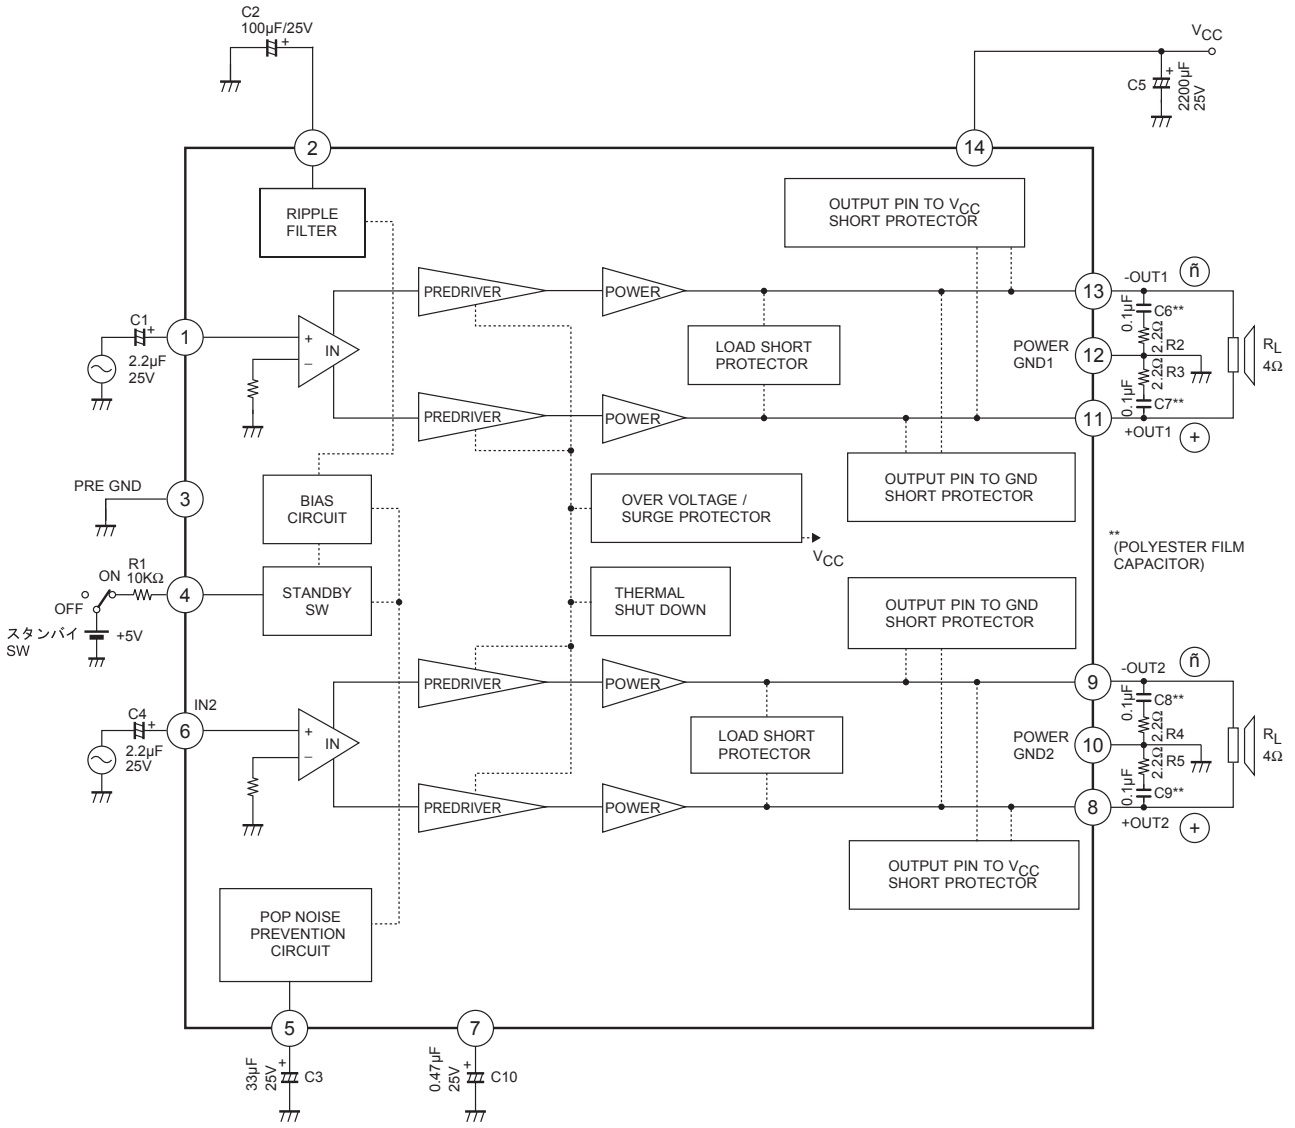 C2
100µF/25V
+
VCC
C5
+
2200µF
25V
2
14
RIPPLE
FILTER
OUTPUT PIN TO VCC
SHORT PROTECTOR
PREDRIVER
POWER
13
-OUT1
ñ
C1
+
1
2.2µF
25V
+
−
IN
LOAD SHORT
PROTECTOR
POWER
GND1
12
0.1µF
C6**
2.2Ω
R2
2.2Ω
R3
0.1µF
C7**
RL
4Ω
PREDRIVER
POWER
11
+OUT1
+
PRE GND
3
BIAS
CIRCUIT
OVER VOLTAGE /
SURGE PROTECTOR
VCC
OUTPUT PIN TO GND
SHORT PROTECTOR
**
(POLYESTER FILM
CAPACITOR)
R1
10KΩ
ON
OFF
4
スタンバイ
SW
+5V
STANDBY
SW
THERMAL
SHUT DOWN
OUTPUT PIN TO GND
SHORT PROTECTOR
PREDRIVER
POWER
9
-OUT2
ñ
IN2
C4
+
6
2.2µF
25V
+
−
IN
LOAD SHORT
PROTECTOR
POWER
GND2
10
0.1µF
C8**
2.2Ω
R4
2.2Ω
R5
0.1µF
C9**
RL
4Ω
PREDRIVER
POWER
8
+OUT2
+
OUTPUT PIN TO VCC
SHORT PROTECTOR
POP NOISE
PREVENTION
CIRCUIT
5
7
33µF
25V
+
C3
0.47µF
25V
+
C10